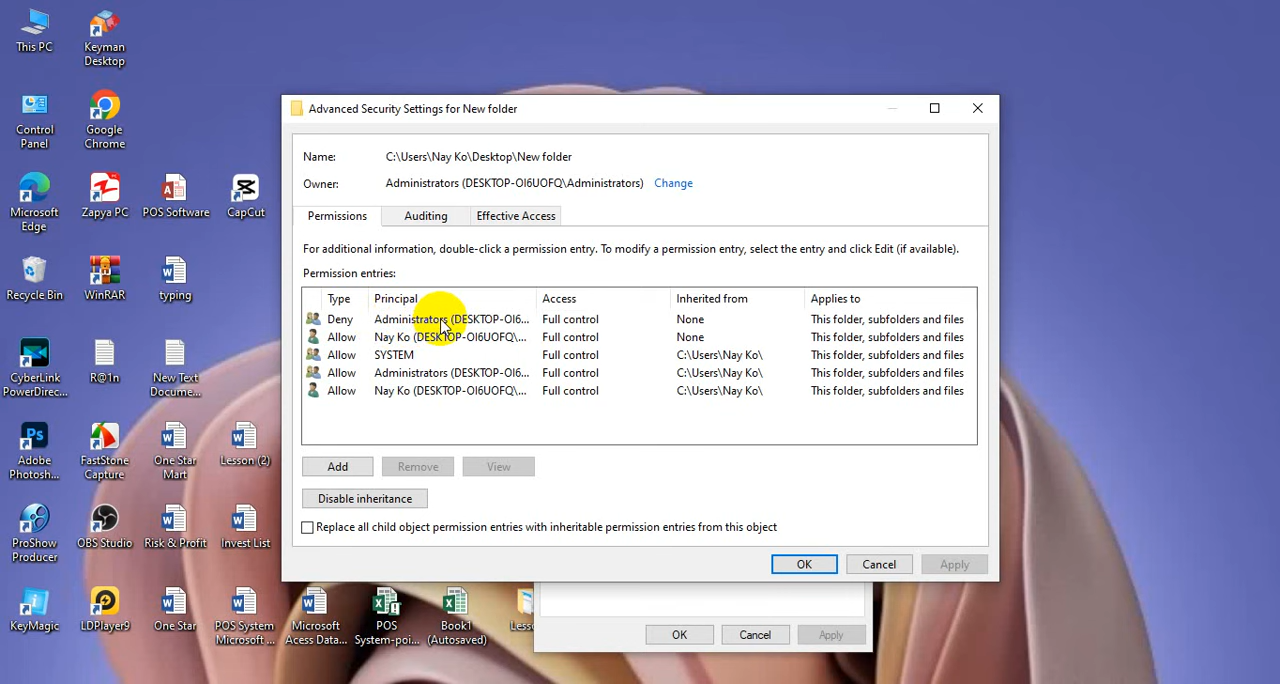 This PC
Keyman
Desktop
Control
Panel
Google
Chrome
Microsoft
Edge
Zapya PC
POS Software
CapCut
Recycle Bin
WinRAR
typing
CyberLink
PowerDirec...
R@1n
New Text
Docume...
Adobe
Photosh...
FastStone
Capture
One Star
Mart
Lesson (2)
ProShow
Producer
OBS Studio
Risk & Profit
Invest List
KeyMagic
LDPlayer9
One Star
POS System
Microsoft ...
Microsoft
Acess Data...
POS
System-poi...
Book1
(Autosaved)
Lesso
Advanced Security Settings for New folder
Name: C:\Users\Nay Ko\Desktop\New folder
Owner: Administrators (DESKTOP-OI6UOFQ\Administrators) Change
Permissions Auditing Effective Access
For additional information, double-click a permission entry. To modify a permission entry, select the entry and click Edit (if available).
Permission entries:
Type Principal Access Inherited from Applies to
Deny Administrators (DESKTOP-OI6... Full control None This folder, subfolders and files
Allow Nay Ko (DESKTOP-OI6UOFQ\... Full control None This folder, subfolders and files
Allow SYSTEM Full control C:\Users\Nay Ko\ This folder, subfolders and files
Allow Administrators (DESKTOP-OI6... Full control C:\Users\Nay Ko\ This folder, subfolders and files
Allow Nay Ko (DESKTOP-OI6UOFQ\... Full control C:\Users\Nay Ko\ This folder, subfolders and files
Add Remove View
Disable inheritance
Replace all child object permission entries with inheritable permission entries from this object
OK Cancel Apply
OK Cancel Apply